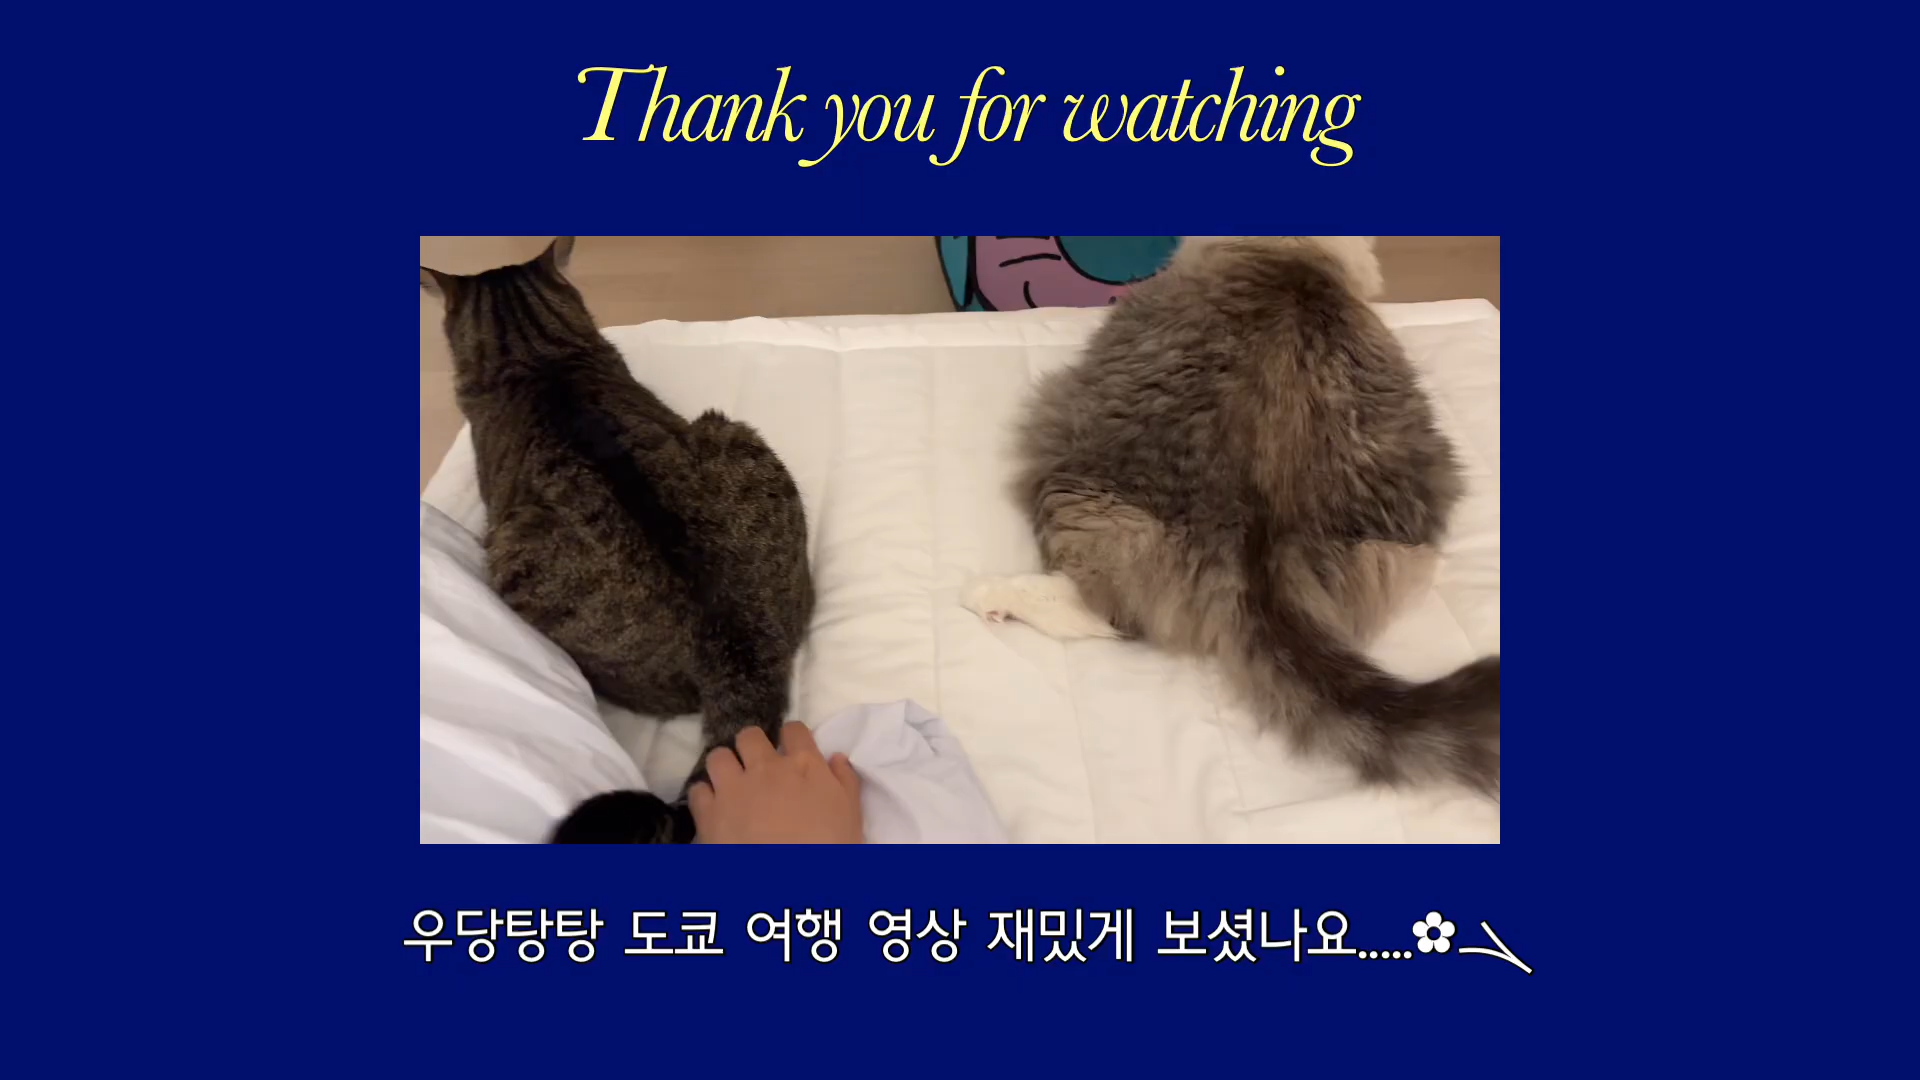 Thank you for watching
우당탕탕 도쿄 여행 영상 재밌게 보셨나요.....✿ᯓ